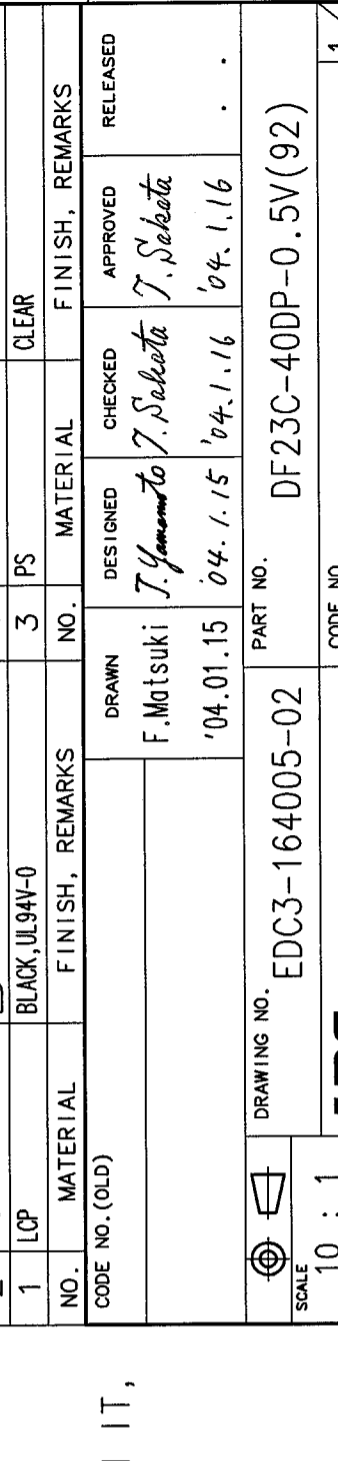 1 LCP BLACK, UL94V-0 3 PS CLEAR
NO. MATERIAL FINISH, REMARKS NO. MATERIAL FINISH, REMARKS
CODE NO. (OLD) DRAWN DESIGNED CHECKED APPROVED RELEASED
F.Matsuki T. Yamamoto T. Sakata T. Sakata
'04.01.15 '04.1.15 '04.1.16 '04.1.16 . .
IT,
DRAWING NO. PART NO.
EDC3-164005-02 DF23C-40DP-0.5V(92)
SCALE
10 : 1
CODE NO.
1